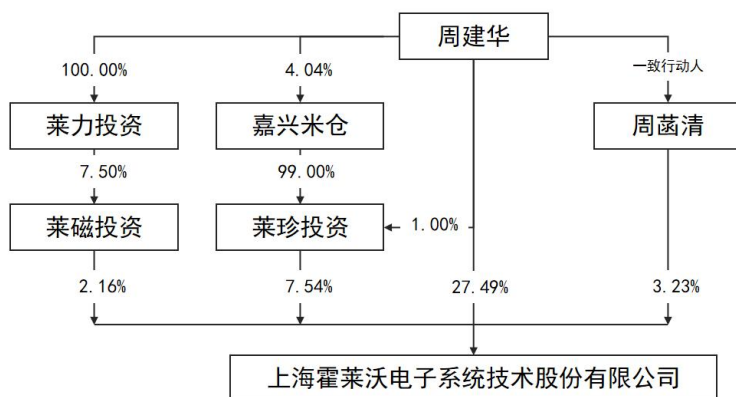 周建华
100.00%
4.04%
一致行动人
莱力投资
嘉兴米仓
周菡清
7.50%
99.00%
莱磁投资
莱珍投资
1.00%
2.16%
7.54%
27.49%
3.23%
上海霍莱沃电子系统技术股份有限公司